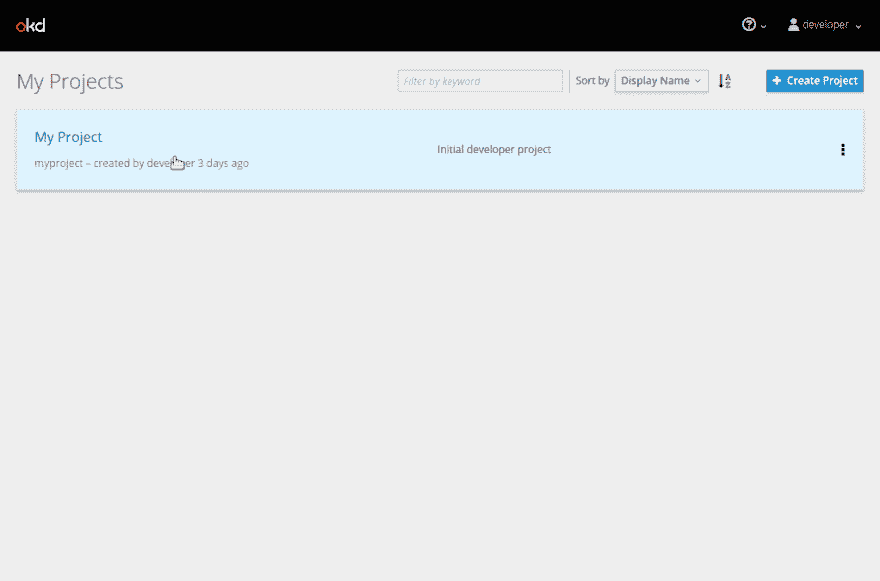 okd
developer
My Projects
Filter by keyword
Sort by
Display Name
A
Z
Create Project
My Project
myproject – created by developer 3 days ago
Initial developer project